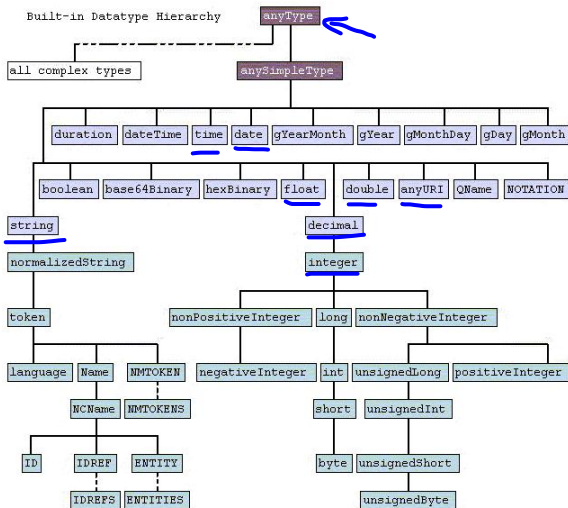 Built-in Datatype Hierarchy
anyType
all complex types
anySimpleType
duration dateTime time date gYearMonth gYear gMonthDay gDay gMonth
boolean base64Binary hexBinary float double anyURI QName NOTATION
string decimal
normalizedString integer
token nonPositiveInteger long nonNegativeInteger
language Name NMTOKEN negativeInteger int unsignedLong positiveInteger
NCName NMTOKENS short unsignedInt
ID IDREF ENTITY byte unsignedShort
IDREFS ENTITIES unsignedByte